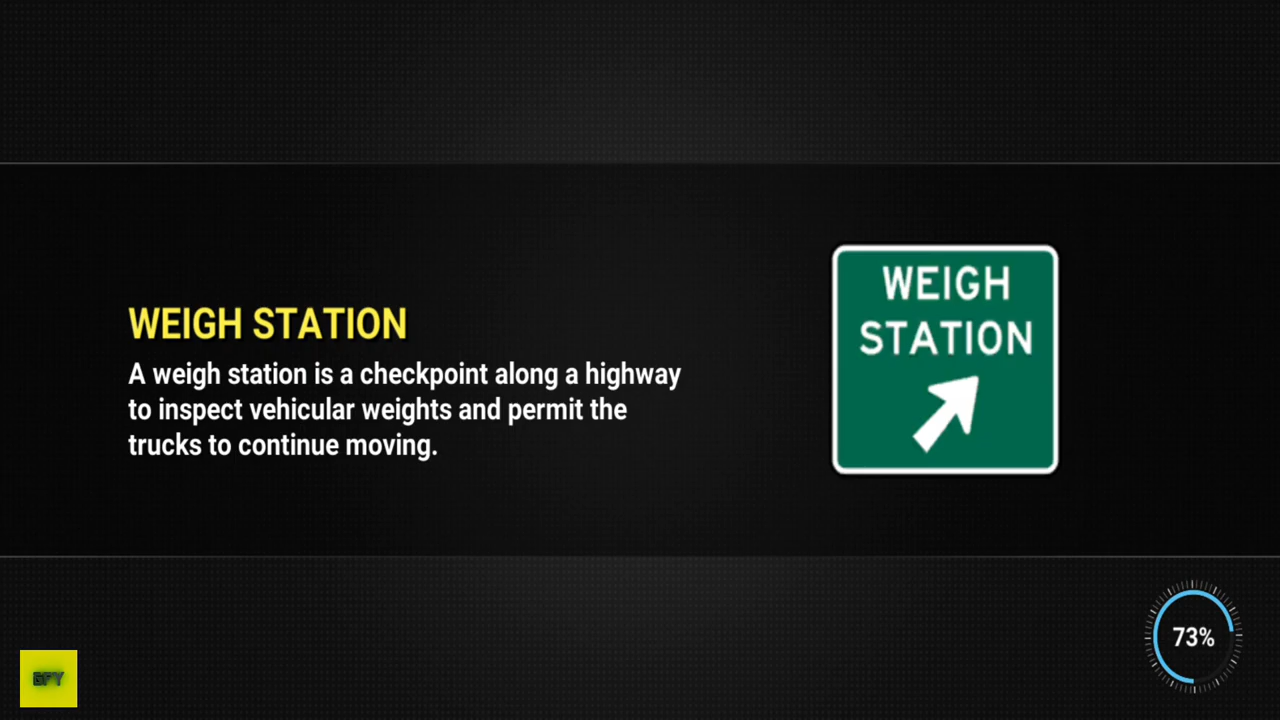 WEIGH
STATION
WEIGH STATION
A weigh station is a checkpoint along a highway
to inspect vehicular weights and permit the
trucks to continue moving.
73%
GFY